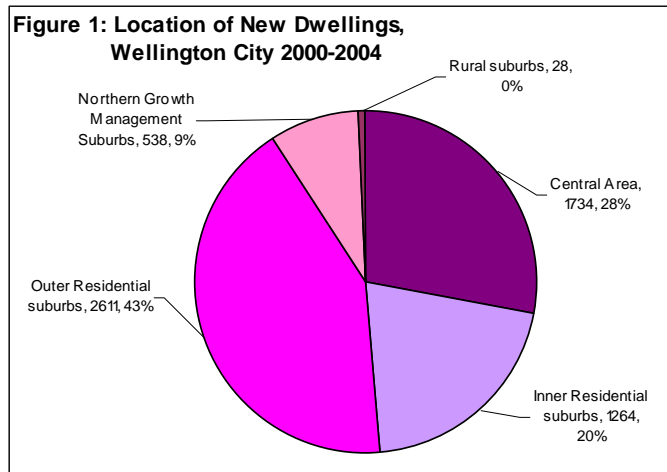 Figure 1: Location of New Dwellings,
Wellington City 2000-2004
Rural suburbs, 28,
0%
Northern Growth
Management
Suburbs, 538, 9%
Central Area,
1734, 28%
Outer Residential
suburbs, 2611, 43%
Inner Residential
suburbs, 1264,
20%